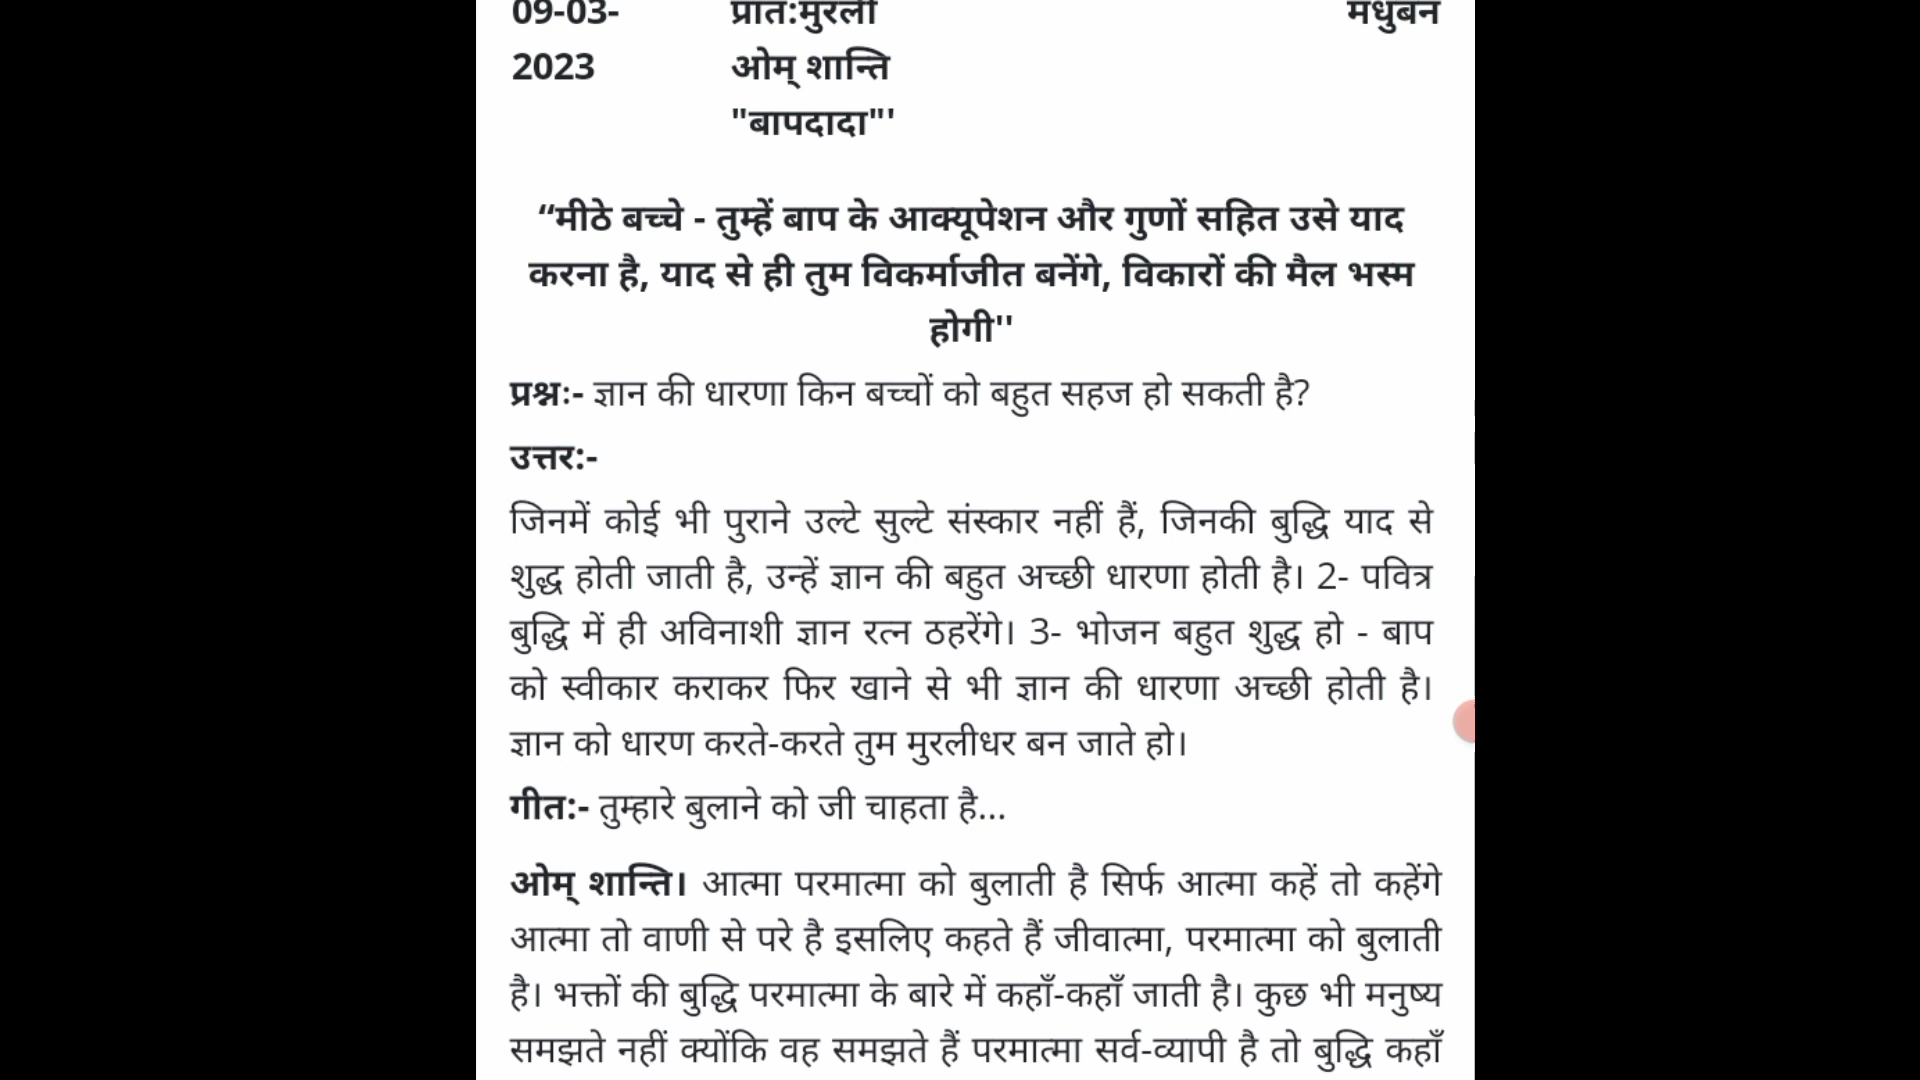 09-03- प्रात:मुरली मधुबन
2023 ओम् शान्ति
"बापदादा"'
“मीठे बच्चे - तुम्हें बाप के आक्यूपेशन और गुणों सहित उसे याद
करना है, याद से ही तुम विकर्माजीत बनेंगे, विकारों की मैल भस्म
होगी''
प्रश्नः- ज्ञान की धारणा किन बच्चों को बहुत सहज हो सकती है?
उत्तर:-
जिनमें कोई भी पुराने उल्टे सुल्टे संस्कार नहीं हैं, जिनकी बुद्धि याद से
शुद्ध होती जाती है, उन्हें ज्ञान की बहुत अच्छी धारणा होती है। 2- पवित्र
बुद्धि में ही अविनाशी ज्ञान रत्न ठहरेंगे। 3- भोजन बहुत शुद्ध हो - बाप
को स्वीकार कराकर फिर खाने से भी ज्ञान की धारणा अच्छी होती है।
ज्ञान को धारण करते-करते तुम मुरलीधर बन जाते हो।
गीत:- तुम्हारे बुलाने को जी चाहता है...
ओम् शान्ति। आत्मा परमात्मा को बुलाती है सिर्फ आत्मा कहें तो कहेंगे
आत्मा तो वाणी से परे है इसलिए कहते हैं जीवात्मा, परमात्मा को बुलाती
है। भक्तों की बुद्धि परमात्मा के बारे में कहाँ-कहाँ जाती है। कुछ भी मनुष्य
समझते नहीं क्योंकि वह समझते हैं परमात्मा सर्व-व्यापी है तो बुद्धि कहाँ